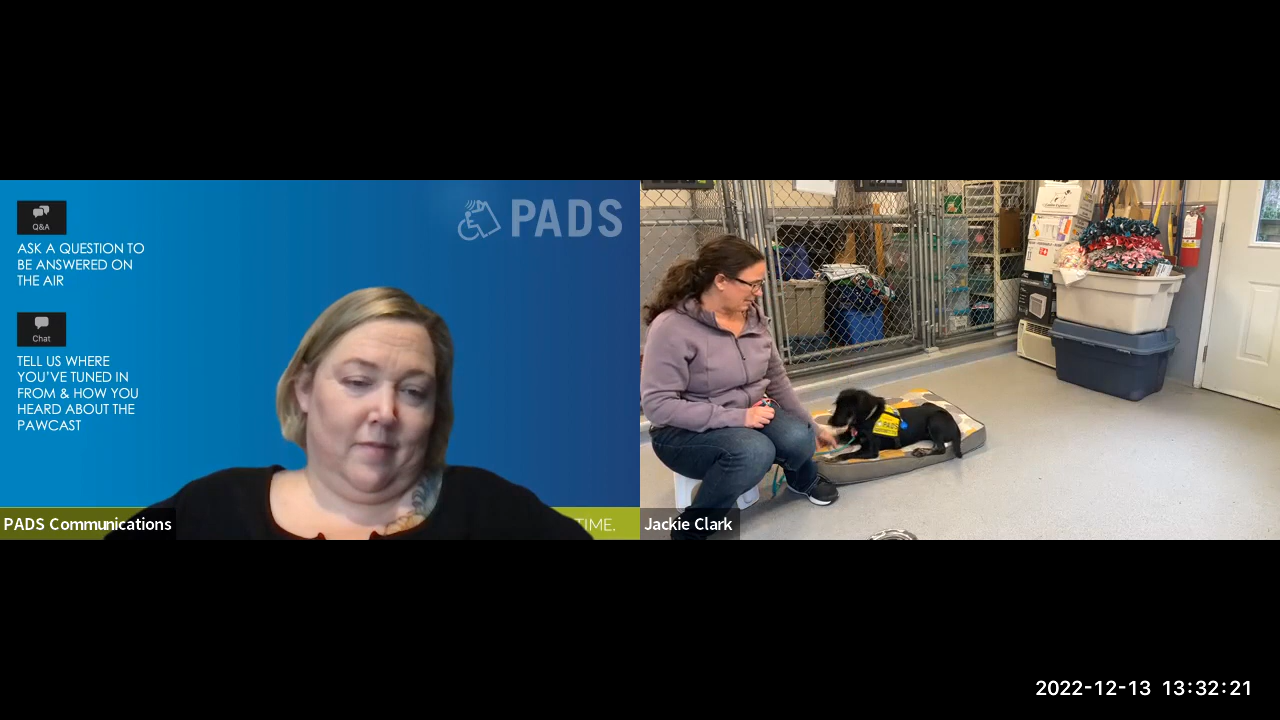 Q&A
ASK A QUESTION TO
BE ANSWERED ON
THE AIR
Chat
TELL US WHERE
YOU'VE TUNED IN
FROM & HOW YOU
HEARD ABOUT THE
PAWCAST
PADS
TIME.
PADS Communications
PADS
Jackie Clark
2022-12-13 13:32:21